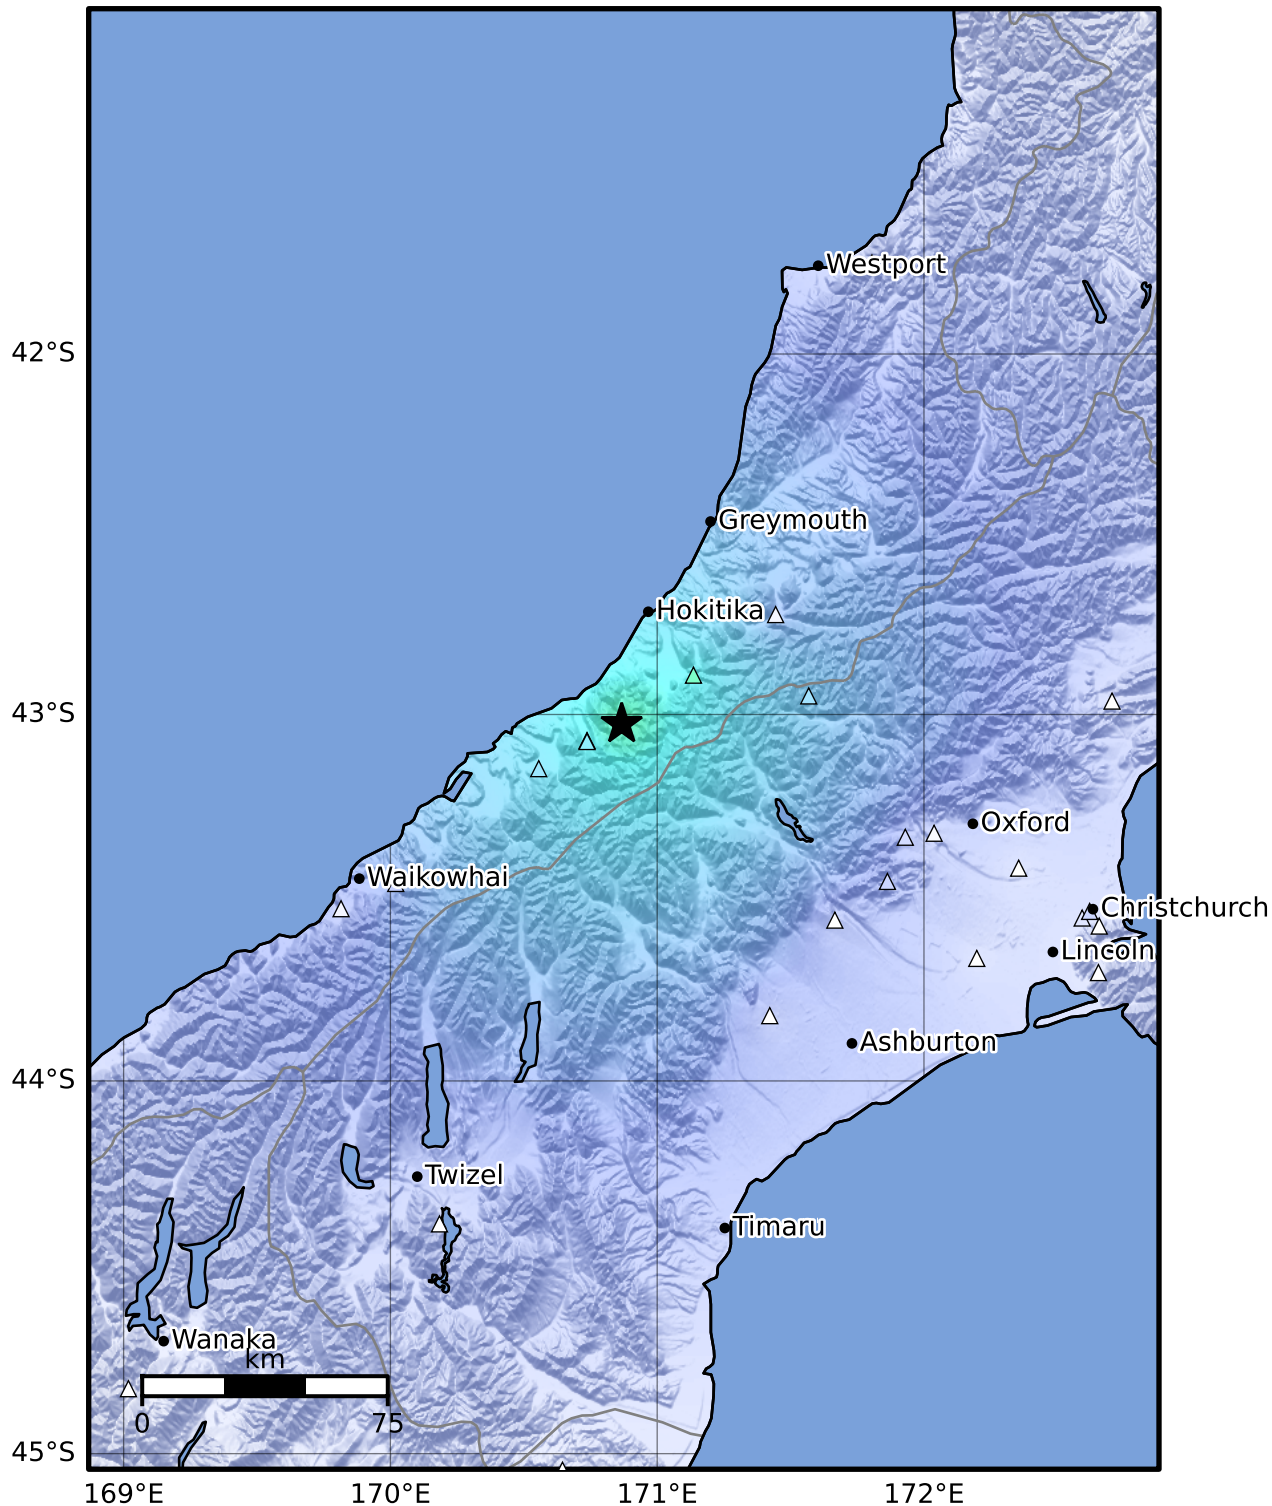 Westport
42°S
Greymouth
Hokitika
43°S
Oxford
Waikowhai
Christchurch
Lincoln
Ashburton
44°S
Twizel
Timaru
Wanaka
km
0 75
45°S
169°E 170°E 171°E 172°E